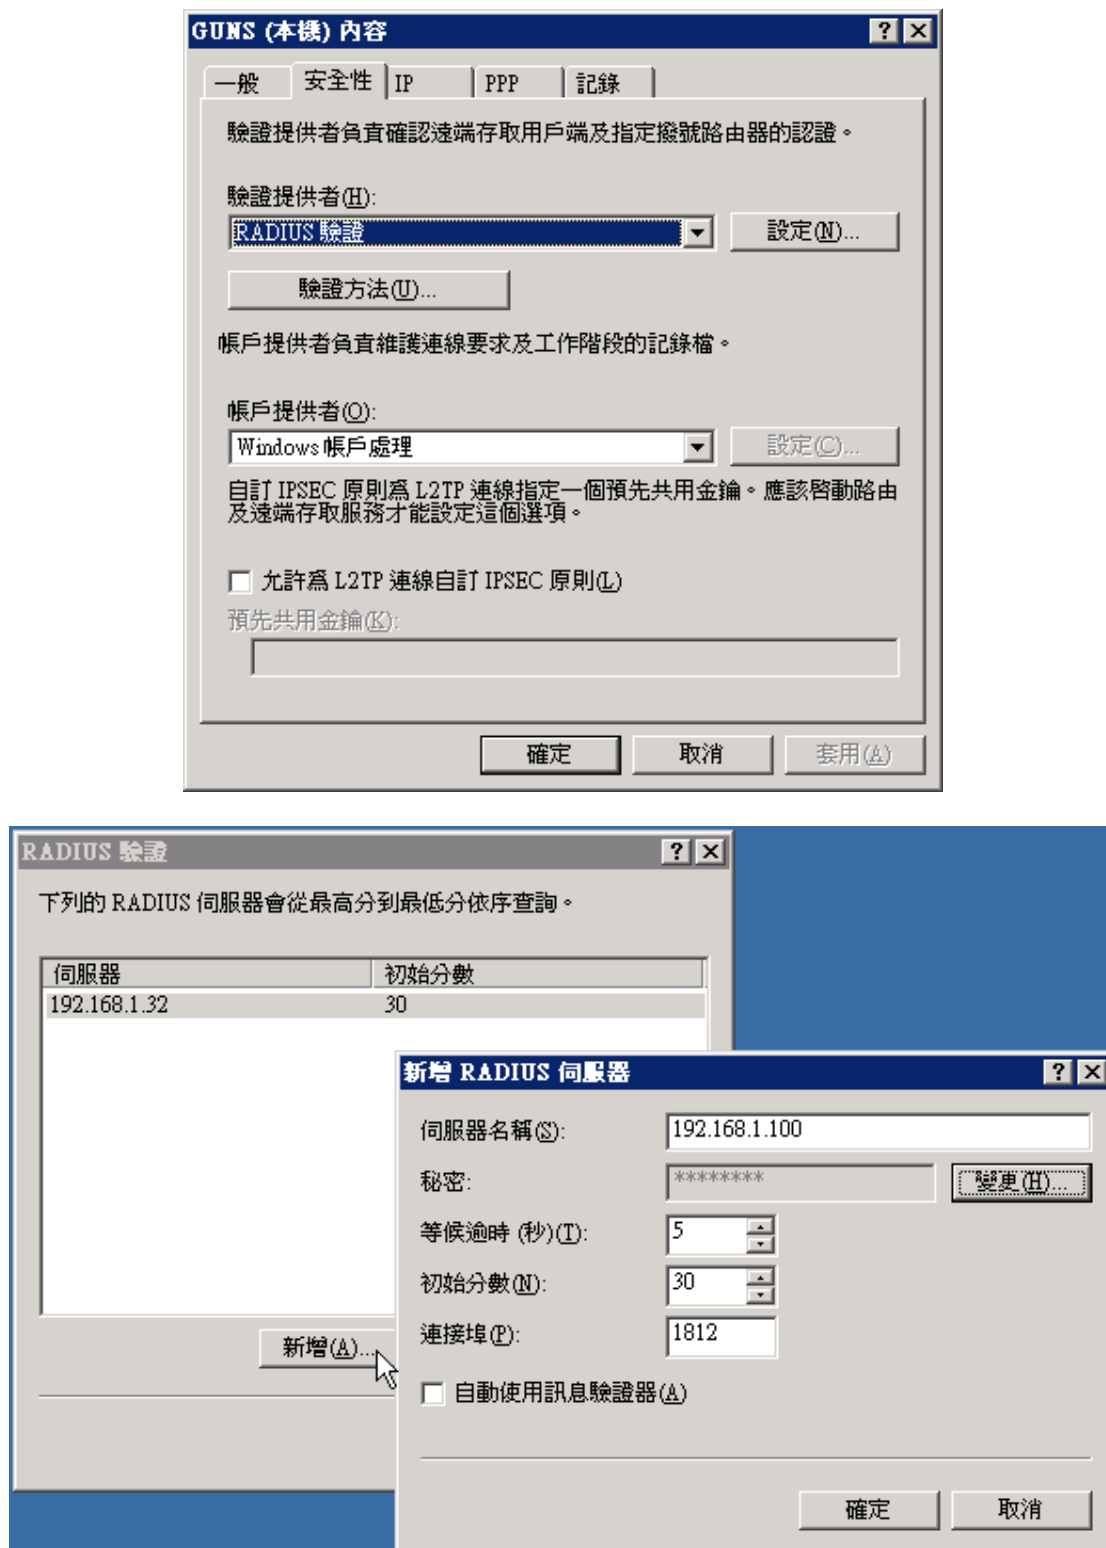 GUNS (本機) 內容
一般 安全性 IP PPP 記錄
驗證提供者負責確認遠端存取用戶端及指定撥號路由器的認證。
驗證提供者(H):
RADIUS 驗證 設定(N)...
驗證方法(U)...
帳戶提供者負責維護連線要求及工作階段的記錄檔。
帳戶提供者(O):
Windows 帳戶處理 設定(C)...
自訂 IPSEC 原則為 L2TP 連線指定一個預先共用金鑰。應該啓動路由
及遠端存取服務才能設定這個選項。
允許為 L2TP 連線自訂 IPSEC 原則(L)
預先共用金鑰(K):
確定 取消 套用(A)
RADIUS 驗證
下列的 RADIUS 伺服器會從最高分到最低分依序查詢。
伺服器 初始分數
192.168.1.32 30
新增(A)...
新增 RADIUS 伺服器
伺服器名稱(S): 192.168.1.100
秘密: ******** 變更(H)...
等候逾時 (秒)(T): 5
初始分數(N): 30
連接埠(P): 1812
自動使用訊息驗證器(A)
確定 取消